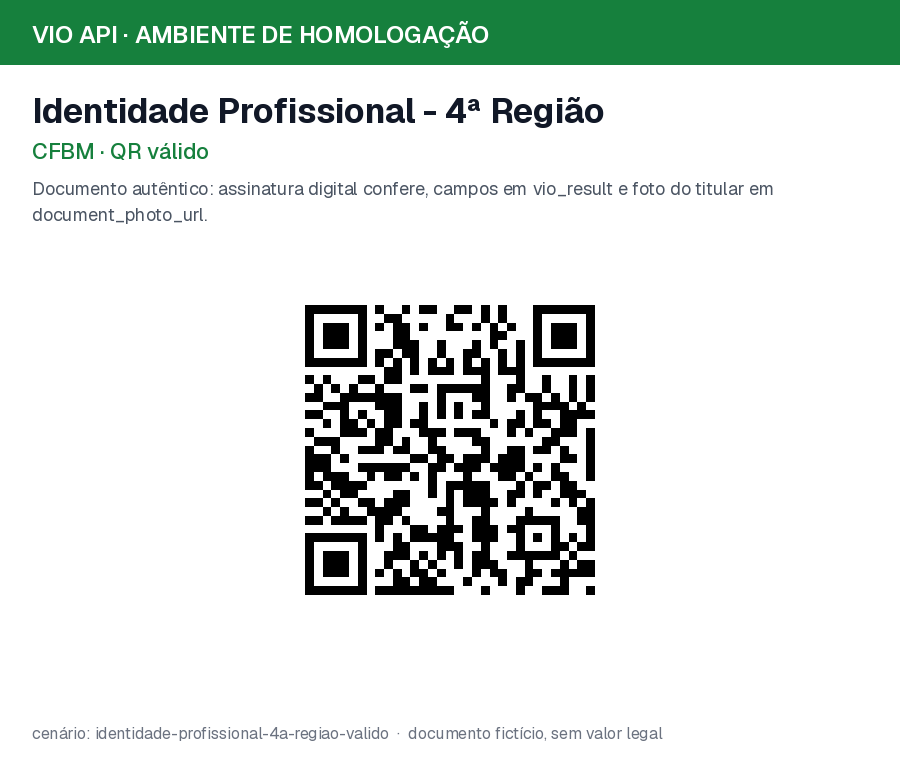 VIO API · AMBIENTE DE HOMOLOGAÇÃO
Identidade Profissional - 4ª Região
CFBM · QR válido
Documento autêntico: assinatura digital confere, campos em vio_result e foto do titular em
document_photo_url.
cenário: identidade-profissional-4a-regiao-valido · documento fictício, sem valor legal